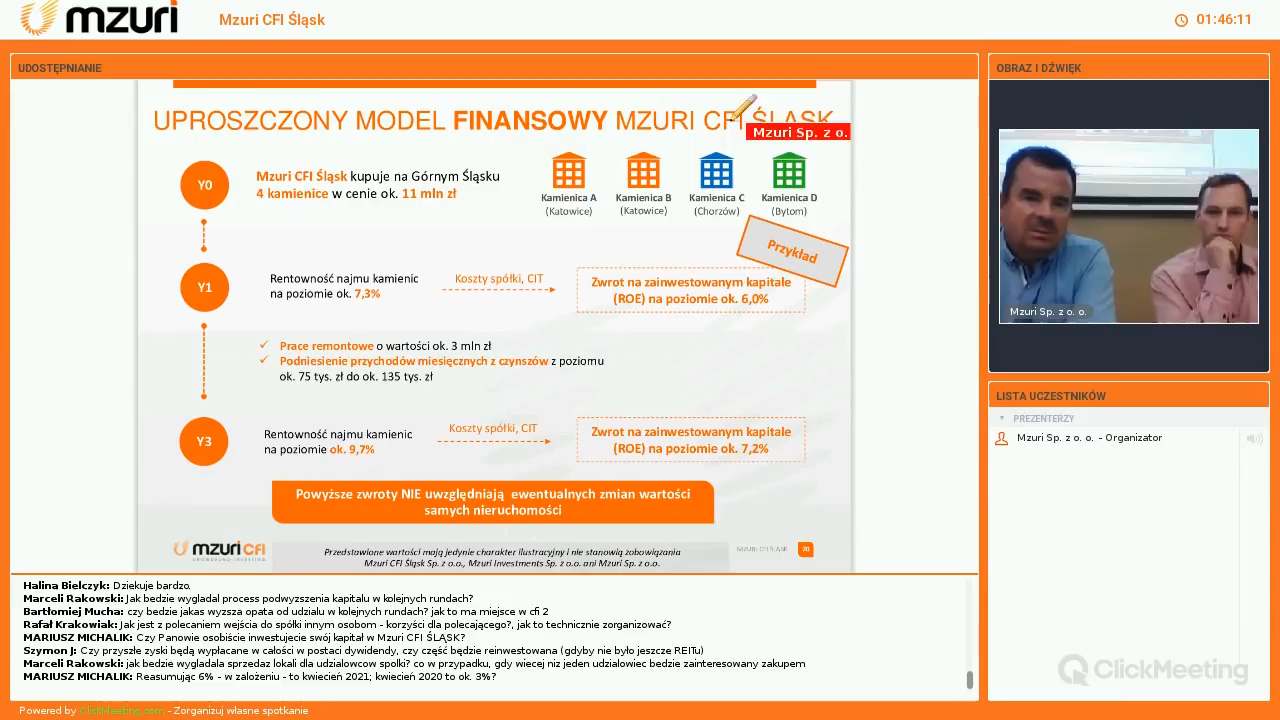 mzuri
Mzuri CFI Śląsk
01:46:11
UDOSTĘPNIANIE
UPROSZCZONY MODEL FINANSOWY MZURI CFI ŚLĄSK
Mzuri Sp. z o.
Y0
Mzuri CFI Śląsk kupuje na Górnym Śląsku
4 kamienice w cenie ok. 11 mln zł
Kamienica A
(Katowice)
Kamienica B
(Katowice)
Kamienica C
(Chorzów)
Kamienica D
(Bytom)
Przykład
Y1
Rentowność najmu kamienic
na poziomie ok. 7,3%
Koszty spółki, CIT
Zwrot na zainwestowanym kapitale
(ROE) na poziomie ok. 6,0%
✓ Prace remontowe o wartości ok. 3 mln zł
✓ Podniesienie przychodów miesięcznych z czynszów z poziomu
ok. 75 tys. zł do ok. 135 tys. zł
Y3
Rentowność najmu kamienic
na poziomie ok. 9,7%
Koszty spółki, CIT
Zwrot na zainwestowanym kapitale
(ROE) na poziomie ok. 7,2%
Powyższe zwroty NIE uwzględniają ewentualnych zmian wartości
samych nieruchomości
mzuri CFI
CROWDFUND INVESTING
Przedstawione wartości mają jedynie charakter ilustracyjny i nie stanowią zobowiązania
Mzuri CFI Śląsk Sp. z o.o., Mzuri Investments Sp. z o.o. ani Mzuri Sp. z o.o.
MZURI CFI ŚLĄSK
20
Halina Bielczyk: Dziekuje bardzo.
Marceli Rakowski: Jak bedzie wygladal process podwyzszenia kapitalu w kolejnych rundach?
Bartłomiej Mucha: czy bedzie jakas wyzsza opata od udzialu w kolejnych rundach? jak to ma miejsce w cfi 2
Rafał Krakowiak: Jak jest z polecaniem wejścia do spółki innym osobom - korzyści dla polecającego?, jak to technicznie zorganizować?
MARIUSZ MICHALIK: Czy Panowie osobiście inwestujecie swój kapitał w Mzuri CFI ŚLĄSK?
Szymon J: Czy przyszłe zyski będą wypłacane w całości w postaci dywidendy, czy część będzie reinwestowana (gdyby nie było jeszcze REITu)
Marceli Rakowski: jak bedzie wygladala sprzedaz lokali dla udzialowcow spolki? co w przypadku, gdy wiecej niz jeden udzialowiec bedzie zainteresowany zakupem
MARIUSZ MICHALIK: Reasumując 6% - w założeniu - to kwiecień 2021; kwiecień 2020 to ok. 3%?
OBRAZ I DŹWIĘK
Mzuri Sp. z o. o.
LISTA UCZESTNIKÓW
PREZENTERZY
Mzuri Sp. z o. o. - Organizator
ClickMeeting
Powered by ClickMeeting.com - Zorganizuj własne spotkanie